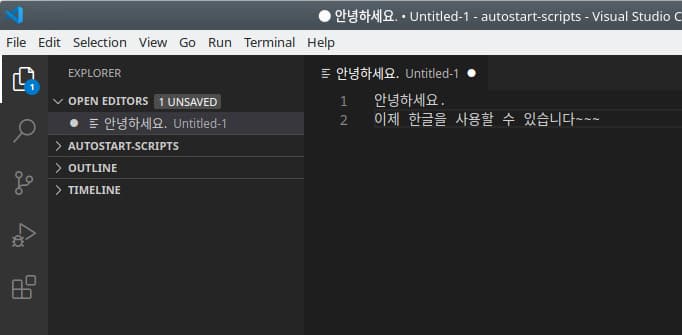 ● 안녕하세요. • Untitled-1 - autostart-scripts - Visual Studio C
File Edit Selection View Go Run Terminal Help
EXPLORER
OPEN EDITORS 1 UNSAVED
● 안녕하세요. Untitled-1
AUTOSTART-SCRIPTS
OUTLINE
TIMELINE
1
안녕하세요. Untitled-1 ●
1 안녕하세요.
2 이제 한글을 사용할 수 있습니다~~~